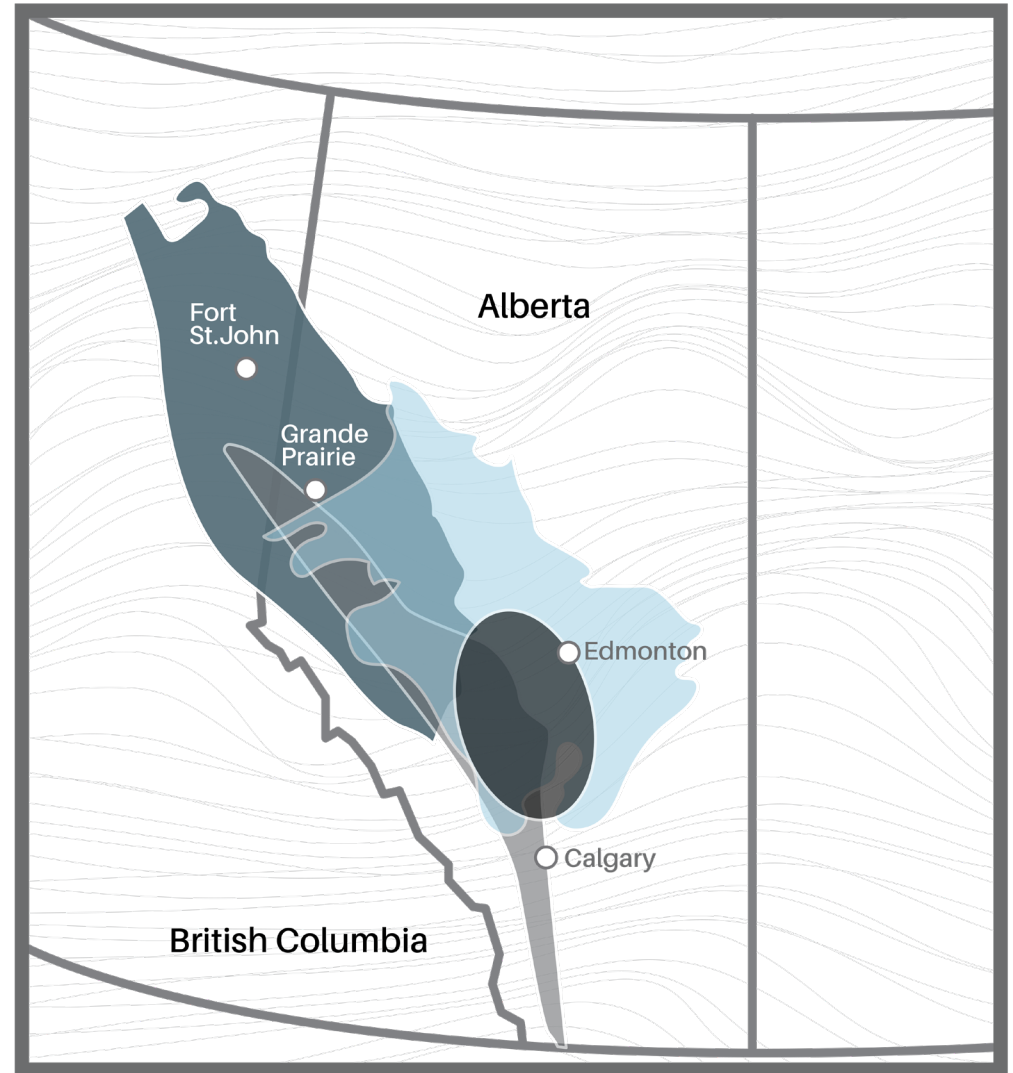 Alberta
Fort
St.John
Grande
Prairie
Edmonton
Calgary
British Columbia